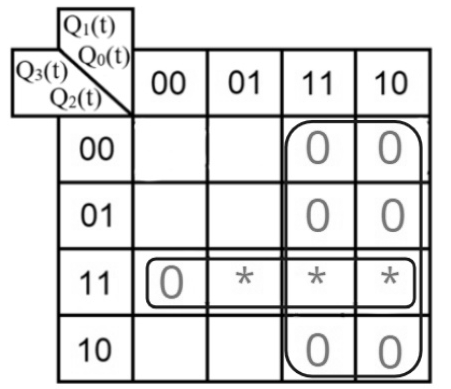 Q₁(t)
Q₀(t)
Q₃(t)
Q₂(t)
00 01 11 10
00 0 0
01 0 0
11 0 * * *
10 0 0